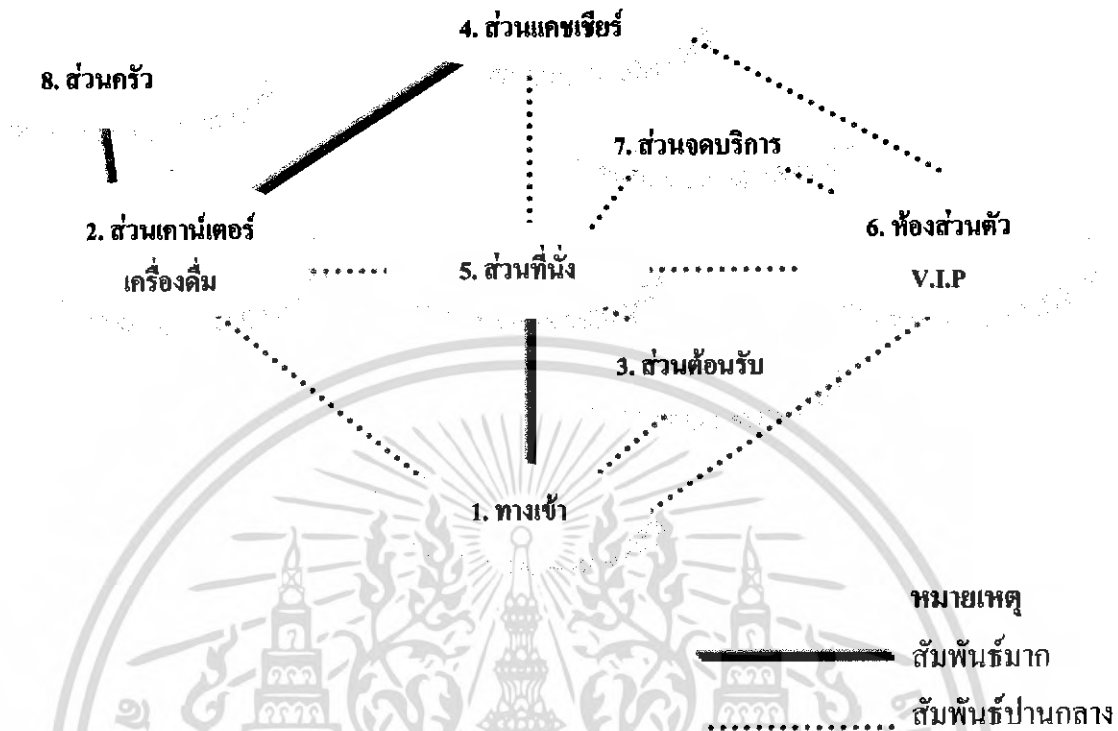 4. ส่วนแคชเชียร์
8. ส่วนครัว
7. ส่วนจดบริการ
2. ส่วนเคาน์เตอร์
เครื่องดื่ม
5. ส่วนที่นั่ง
6. ห้องส่วนตัว
V.I.P
3. ส่วนต้อนรับ
1. ทางเข้า
หมายเหตุ
สัมพันธ์มาก
สัมพันธ์ปานกลาง